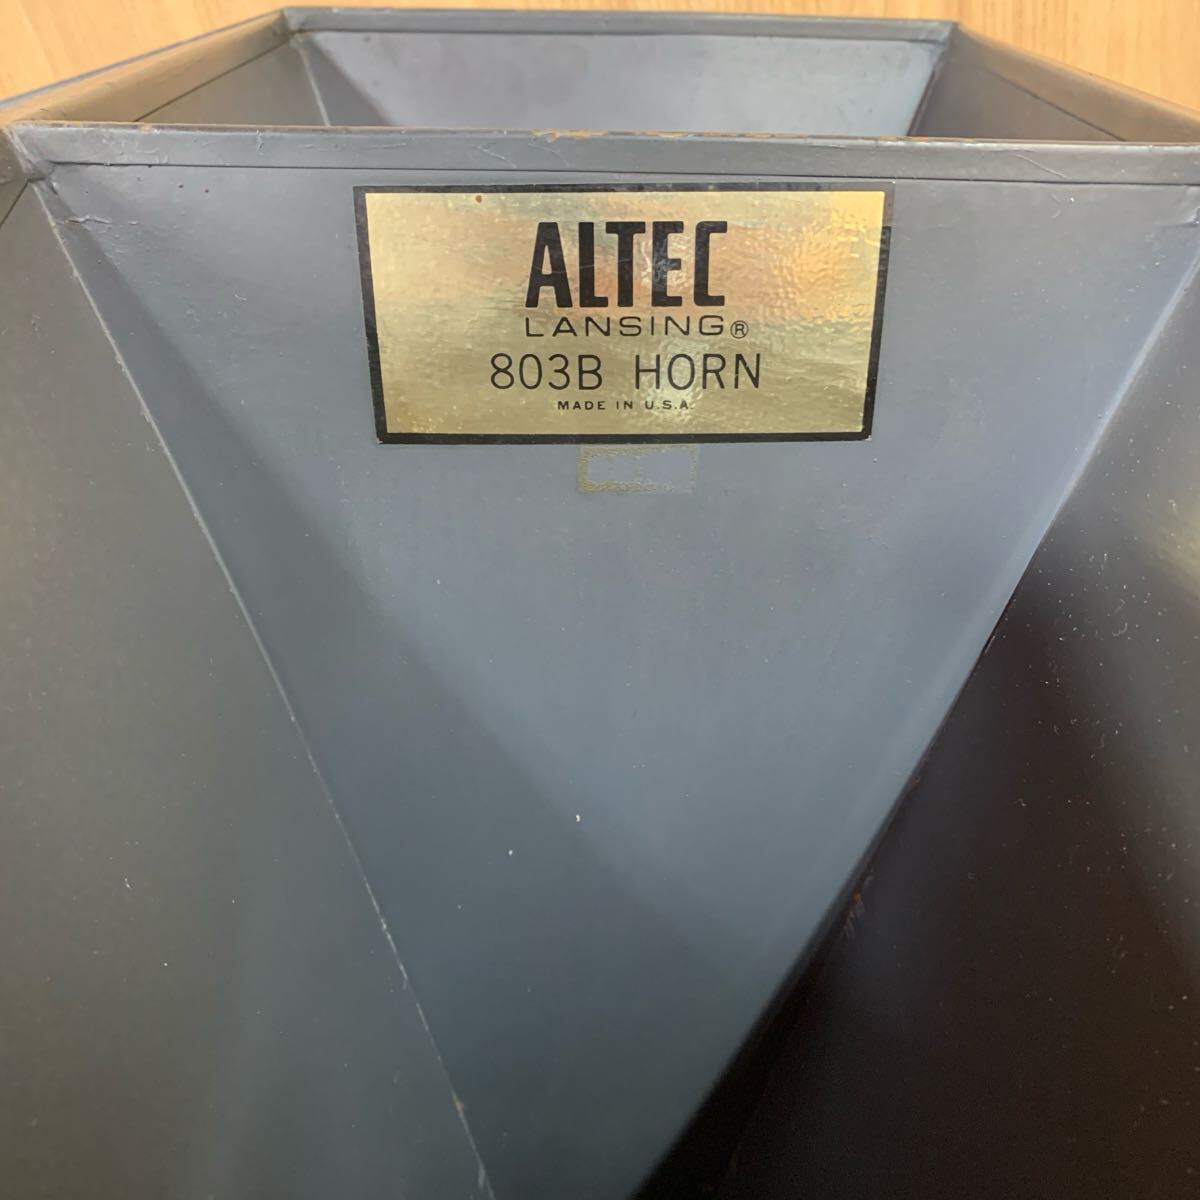 ALTEC
LANSING®
803B HORN
MADE IN U.S.A.